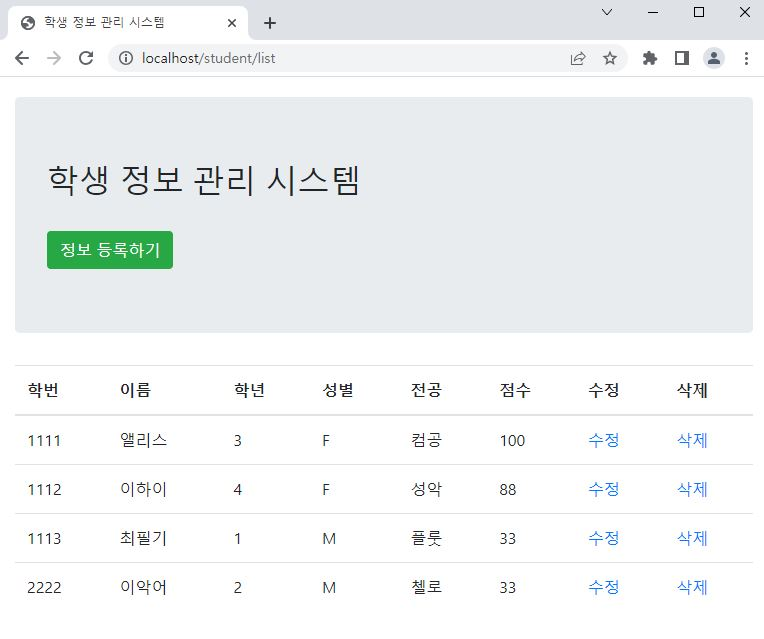 학생 정보 관리 시스템
localhost/student/list
학생 정보 관리 시스템
정보 등록하기
학번 이름 학년 성별 전공 점수 수정 삭제
1111 앨리스 3 F 컴공 100 수정 삭제
1112 이하이 4 F 성악 88 수정 삭제
1113 최필기 1 M 플룻 33 수정 삭제
2222 이악어 2 M 첼로 33 수정 삭제